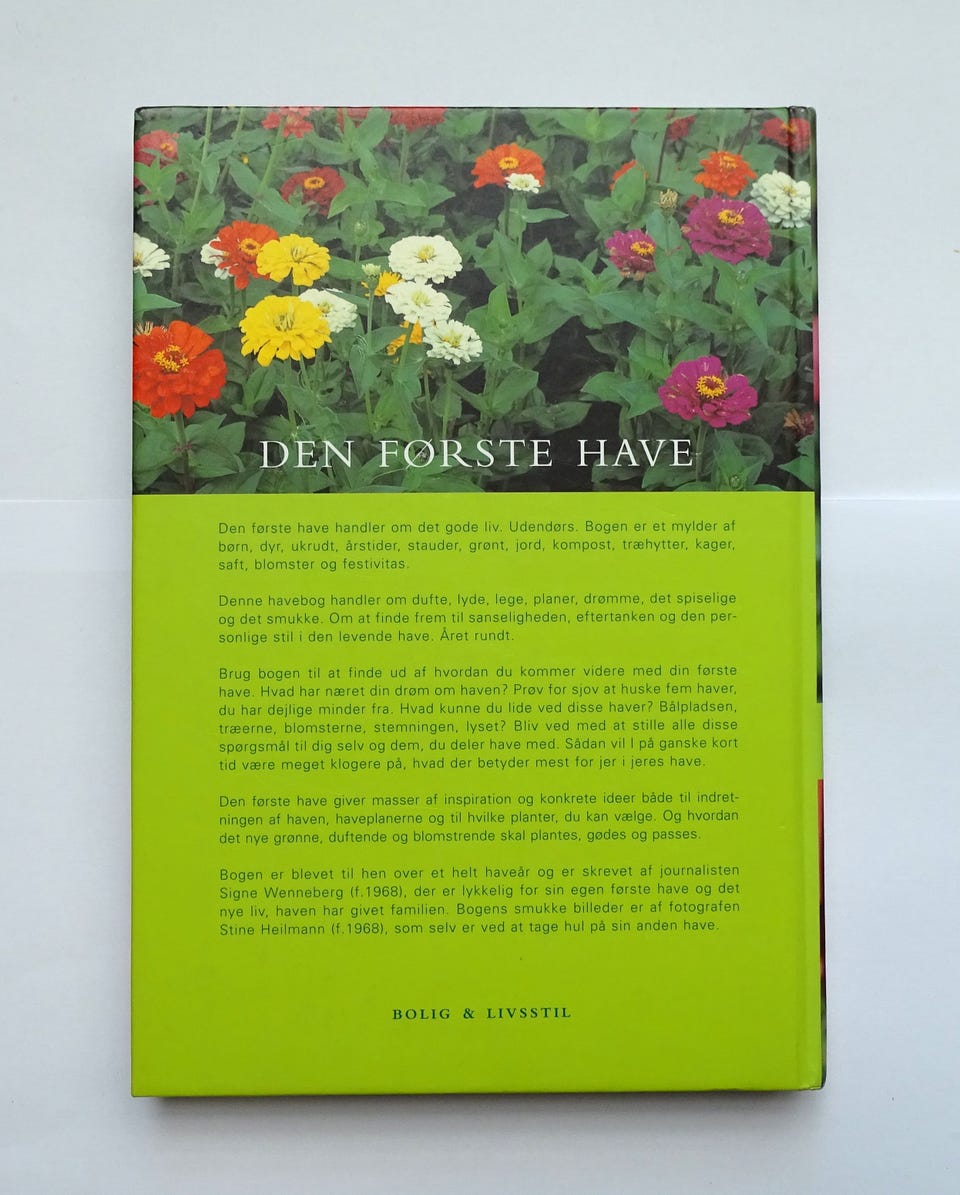 DEN FØRSTE HAVE
Den første have handler om det gode liv. Udendørs. Bogen er et mylder af
børn, dyr, ukrudt, årstider, stauder, grønt, jord, kompost, træhytter, kager,
saft, blomster og festivitas.
Denne havebog handler om dufte, lyde, lege, planer, drømme, det spiselige
og det smukke. Om at finde frem til sanseligheden, eftertanken og den per-
sonlige stil i den levende have. Året rundt.
Brug bogen til at finde ud af hvordan du kommer videre med din første
have. Hvad har næret din drøm om haven? Prøv for sjov at huske fem haver,
du har dejlige minder fra. Hvad kunne du lide ved disse haver? Bålpladsen,
træerne, blomsterne, stemningen, lyset? Bliv ved med at stille alle disse
spørgsmål til dig selv og dem, du deler have med. Sådan vil I på ganske kort
tid være meget klogere på, hvad der betyder mest for jer i jeres have.
Den første have giver masser af inspiration og konkrete ideer både til indret-
ningen af haven, haveplanerne og til hvilke planter, du kan vælge. Og hvordan
det nye grønne, duftende og blomstrende skal plantes, gødes og passes.
Bogen er blevet til hen over et helt haveår og er skrevet af journalisten
Signe Wenneberg (f.1968), der er lykkelig for sin egen første have og det
nye liv, haven har givet familien. Bogens smukke billeder er af fotografen
Stine Heilmann (f.1968), som selv er ved at tage hul på sin anden have.
BOLIG & LIVSSTIL